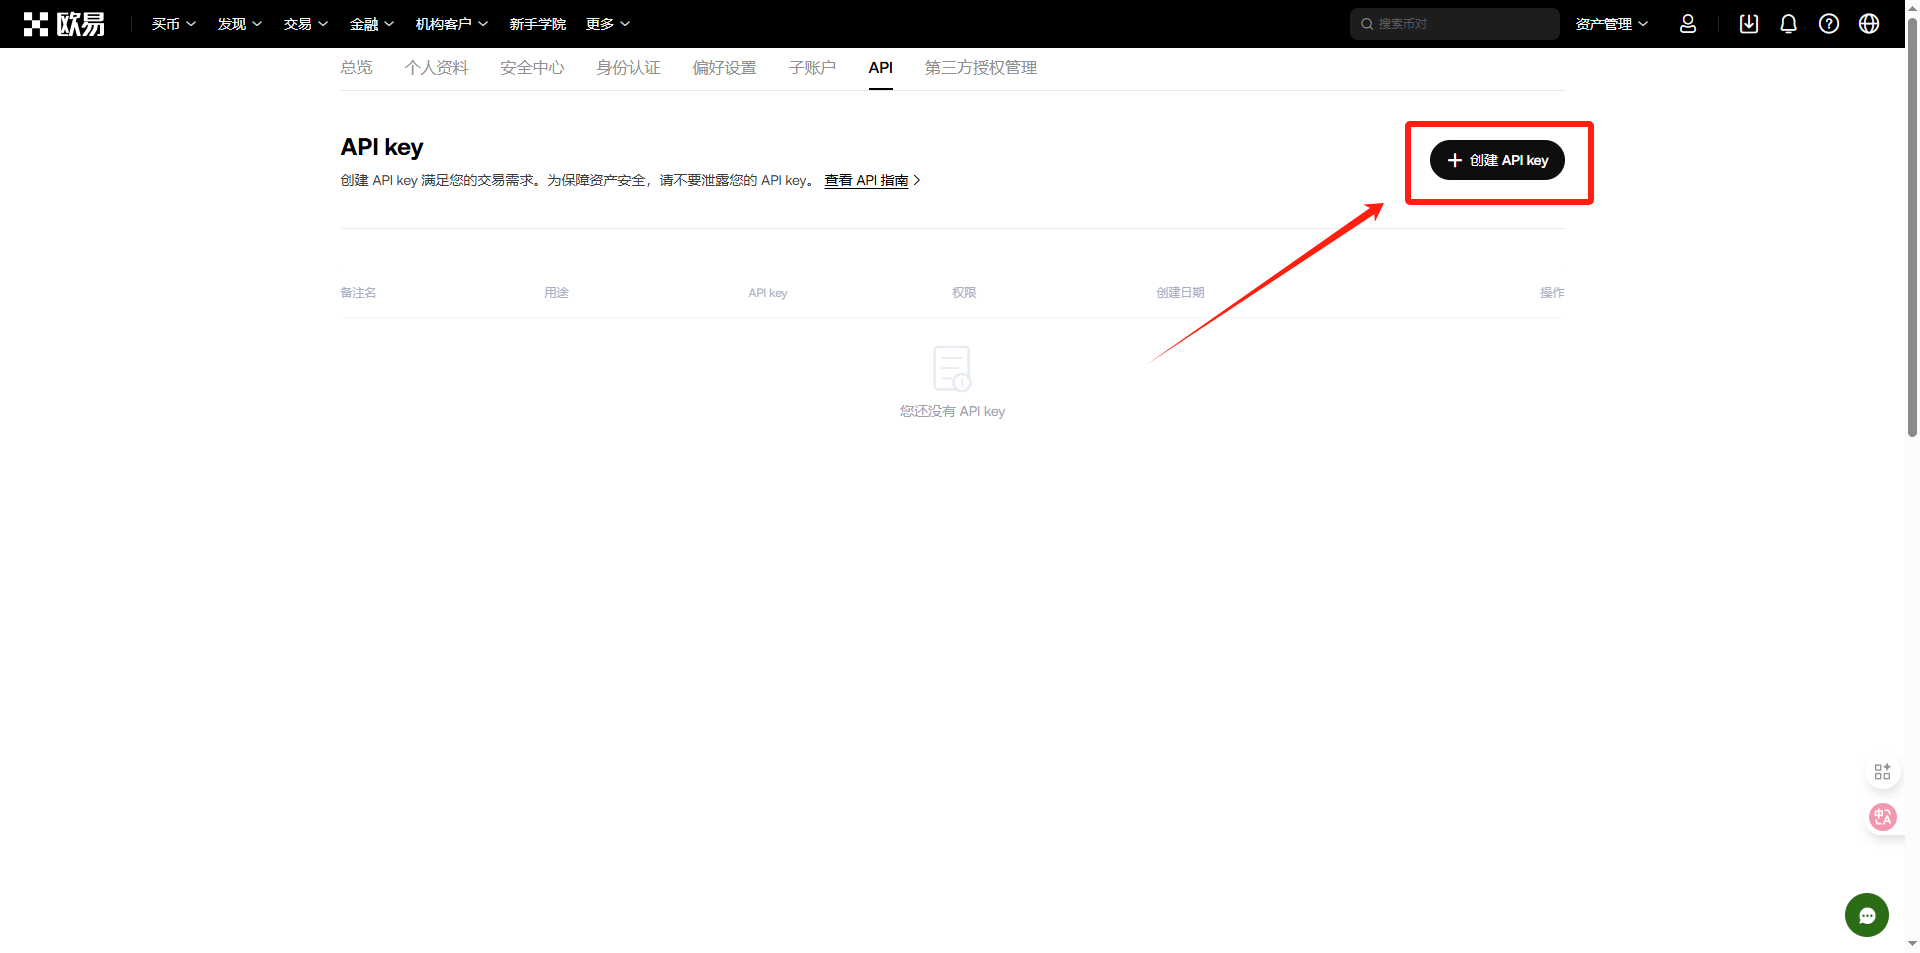 欧易 买币 发现 交易 金融 机构客户 新手学院 更多 搜索币对 资产管理
总览 个人资料 安全中心 身份认证 偏好设置 子账户 API 第三方授权管理
API key
+ 创建 API key
创建 API key 满足您的交易需求。为保障资产安全，请不要泄露您的 API key。 查看 API 指南 >
备注名 用途 API key 权限 创建日期 操作
您还没有 API key
中A